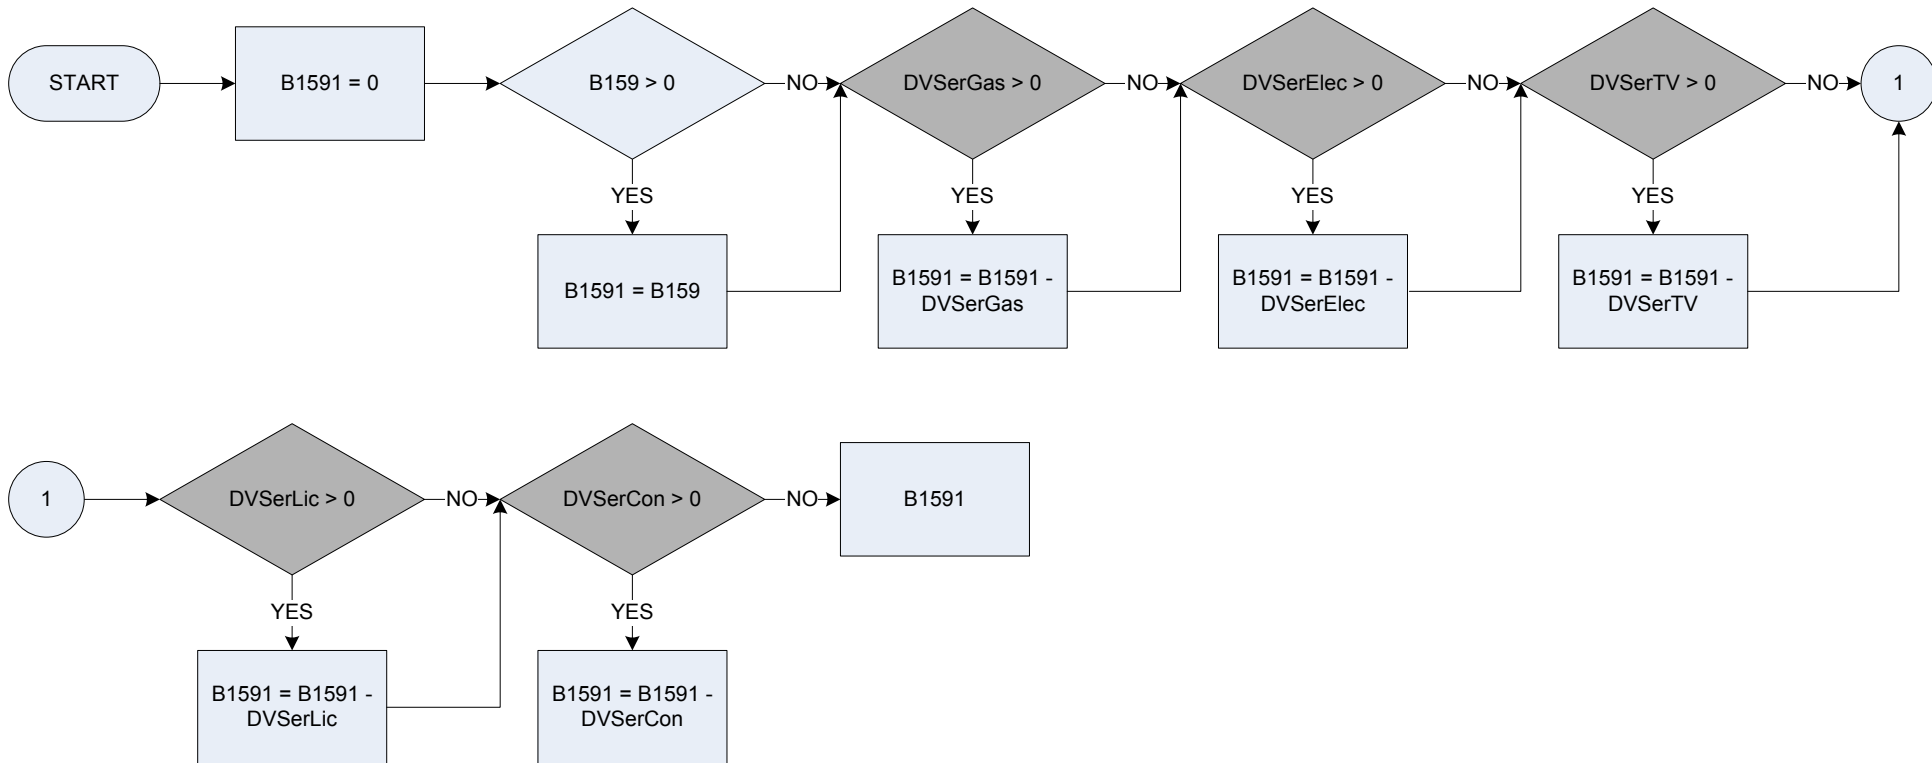 START
B1591 = 0
B159 > 0
NO
DVSerGas > 0
NO
DVSerElec > 0
NO
DVSerTV > 0
NO
1
YES
YES
YES
YES
B1591 = B159
B1591 = B1591 -
DVSerGas
B1591 = B1591 -
DVSerElec
B1591 = B1591 -
DVSerTV
1
DVSerLic > 0
NO
DVSerCon > 0
NO
B1591
YES
YES
B1591 = B1591 -
DVSerLic
B1591 = B1591 -
DVSerCon